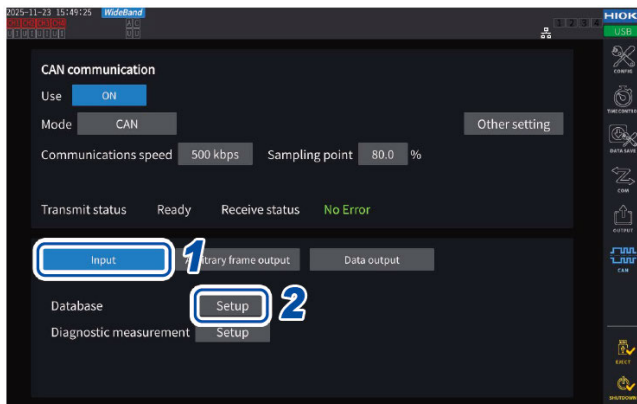 2025-11-23 15:49:25 WideBand
HIOKI
USB
CAN communication
Use ON
Mode CAN Other setting
Communications speed 500 kbps Sampling point 80.0 %
Transmit status Ready Receive status No Error
Input 1 Arbitrary frame output Data output
Database Setup 2
Diagnostic measurement Setup
CONFIG
TIME CONTROL
DATA SAVE
COM
OUTPUT
CAN
EJECT
SHUTDOWN